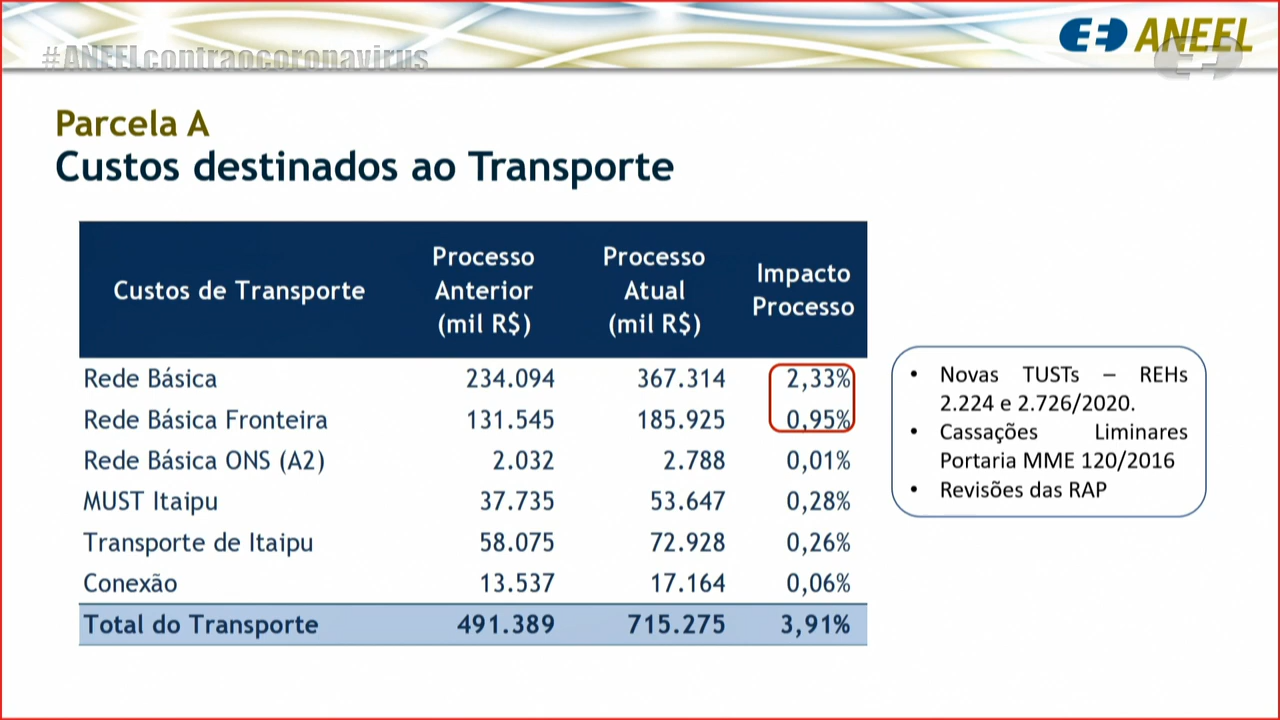 #ANEELcontraocoronavirus
ANEEL
Parcela A
Custos destinados ao Transporte
Custos de Transporte Processo Anterior (mil R$) Processo Atual (mil R$) Impacto Processo
Rede Básica 234.094 367.314 2,33%
Rede Básica Fronteira 131.545 185.925 0,95%
Rede Básica ONS (A2) 2.032 2.788 0,01%
MUST Itaipu 37.735 53.647 0,28%
Transporte de Itaipu 58.075 72.928 0,26%
Conexão 13.537 17.164 0,06%
Total do Transporte 491.389 715.275 3,91%
• Novas TUSTs – REHs
2.224 e 2.726/2020.
• Cassações Liminares
Portaria MME 120/2016
• Revisões das RAP